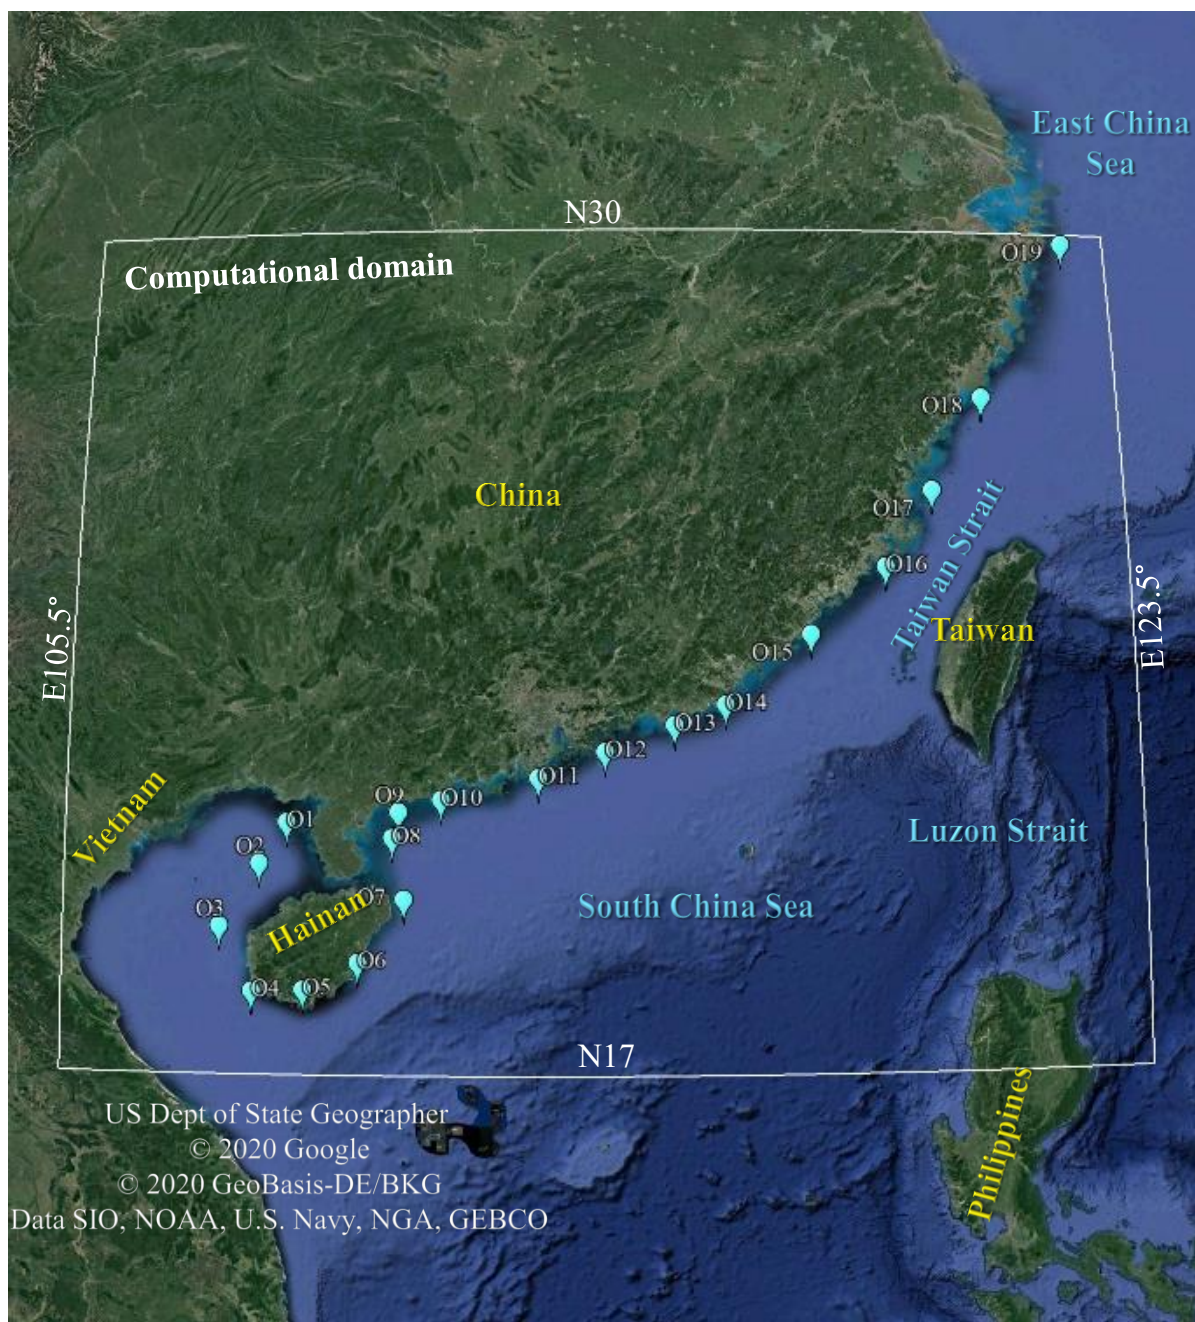 East China
Sea
N30
O19
Computational domain
O18
China
O17
Taiwan Strait
O16
E105.5°
E123.5°
Taiwan
O15
O14
O13
O12
O11
O9
O10
Vietnam
O1
O8
Luzon Strait
O2
O7
South China Sea
O3
Hainan
O6
O4
O5
N17
Philippines
US Dept of State Geographer
© 2020 Google
© 2020 GeoBasis-DE/BKG
Data SIO, NOAA, U.S. Navy, NGA, GEBCO